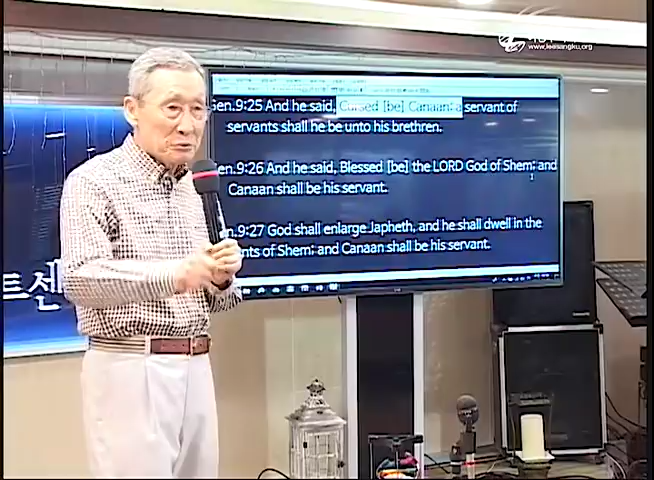 www.leesangku.org
en.9:25 And he said, Cursed [be] Canaan: a servant of
servants shall he be unto his brethren.
en.9:26 And he said, Blessed [be] the LORD God of Shem: and
Canaan shall be his servant.
9:27 God shall enlarge Japheth, and he shall dwell in the
nts of Shem: and Canaan shall be his servant.
트센